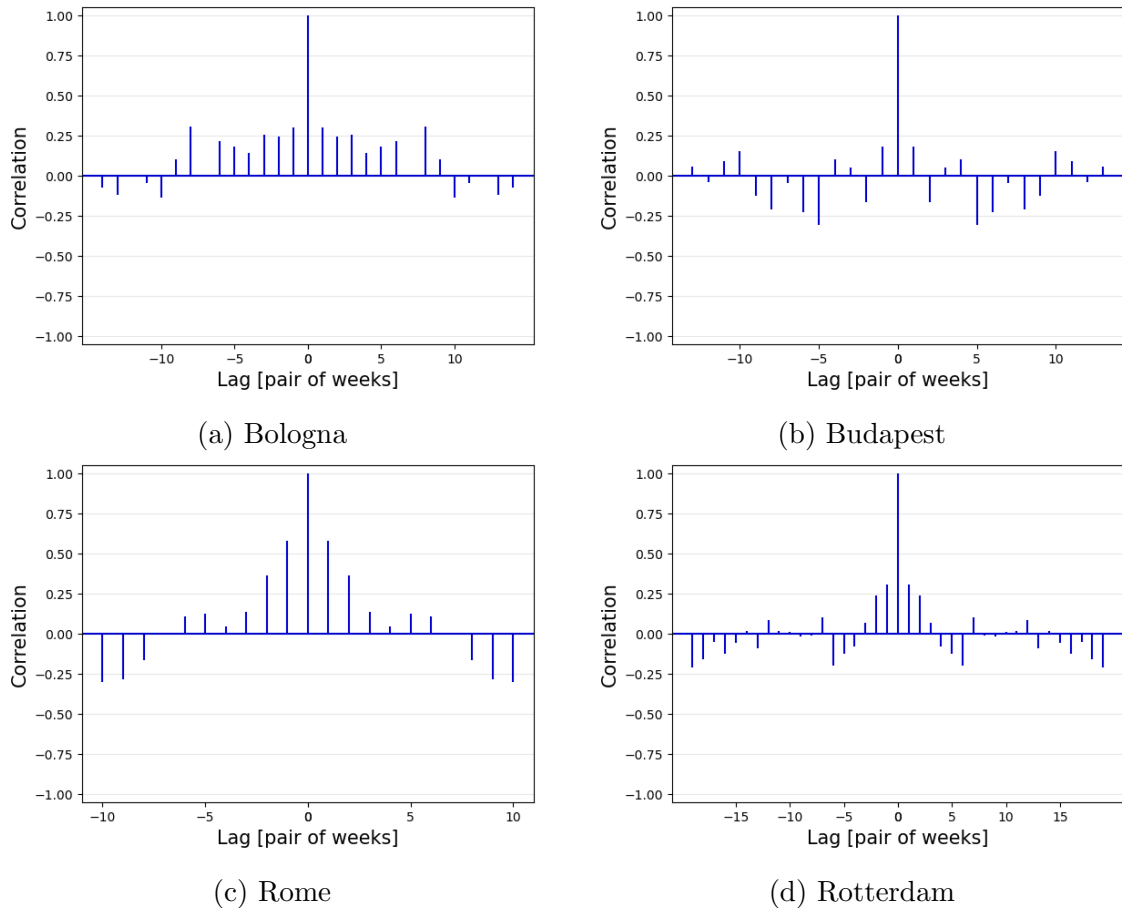 1.00
0.75
0.50
0.25
0.00
−0.25
−0.50
−0.75
−1.00
Correlation
−10 −5 0 0 5 10
Lag [pair of weeks]
(a) Bologna
1.00
0.75
0.50
0.25
0.00
−0.25
−0.50
−0.75
−1.00
Correlation
−10 −5 0 0 5 10
Lag [pair of weeks]
(b) Budapest
1.00
0.75
0.50
0.25
0.00
−0.25
−0.50
−0.75
−1.00
Correlation
−10 −5 0 5 10
Lag [pair of weeks]
(c) Rome
1.00
0.75
0.50
0.25
0.00
−0.25
−0.50
−0.75
−1.00
Correlation
−15 −10 −5 0 0 5 10 15
Lag [pair of weeks]
(d) Rotterdam